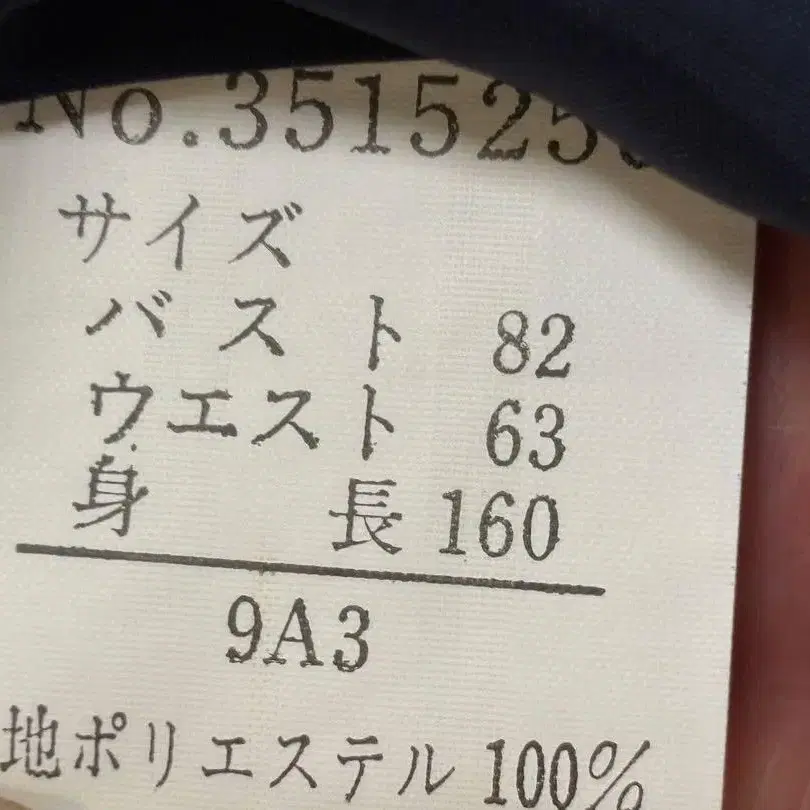 No.351525
サイズ
バスト 82
ウエスト 63
身長 160
9A3
地ポリエステル 100%